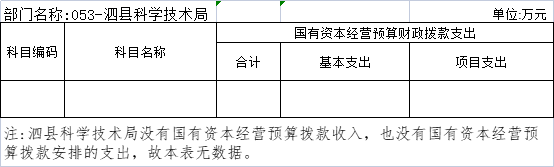 部门名称:053-泗县科学技术局 单位:万元
科目编码 科目名称 国有资本经营预算财政拨款支出
合计 基本支出 项目支出
注:泗县科学技术局没有国有资本经营预算拨款收入，也没有国有资本经营预
算拨款安排的支出，故本表无数据。